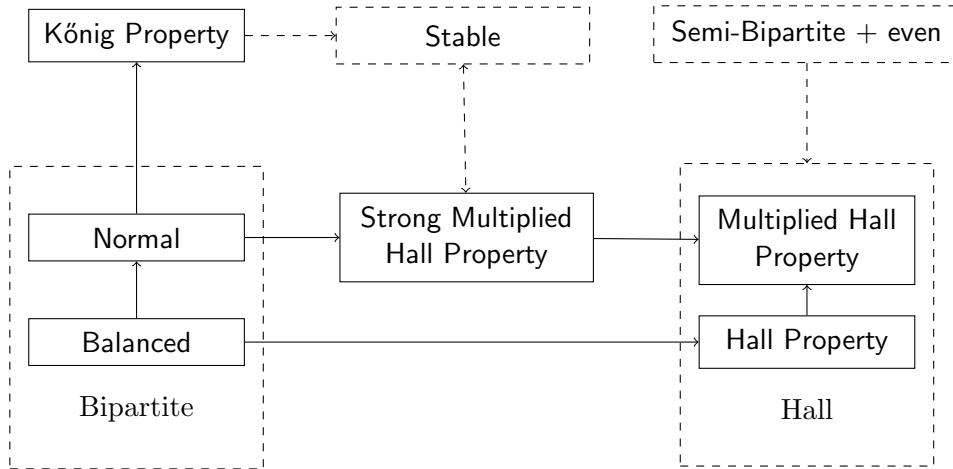 Kőnig Property
Stable
Semi-Bipartite + even
Normal
Strong Multiplied
Hall Property
Multiplied Hall
Property
Balanced
Hall Property
Bipartite
Hall